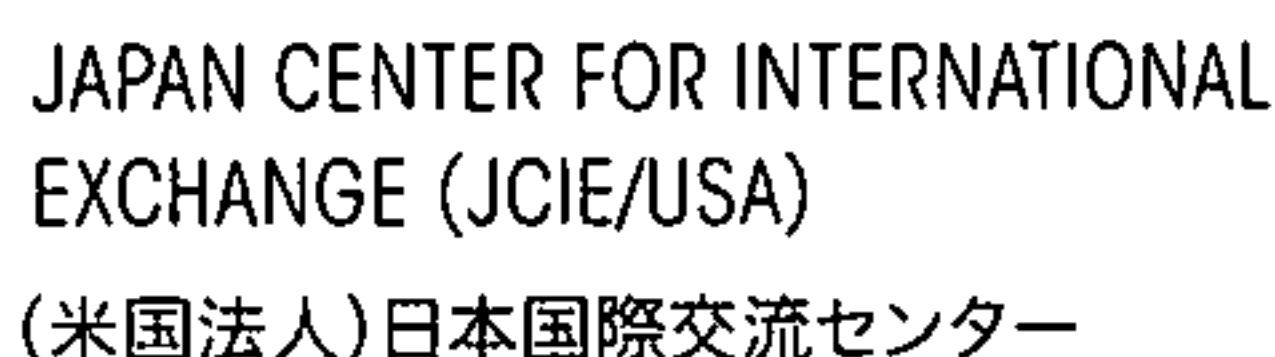 JAPAN CENTER FOR INTERNATIONAL
EXCHANGE (JCIE/USA)
(米国法人)日本国際交流センター